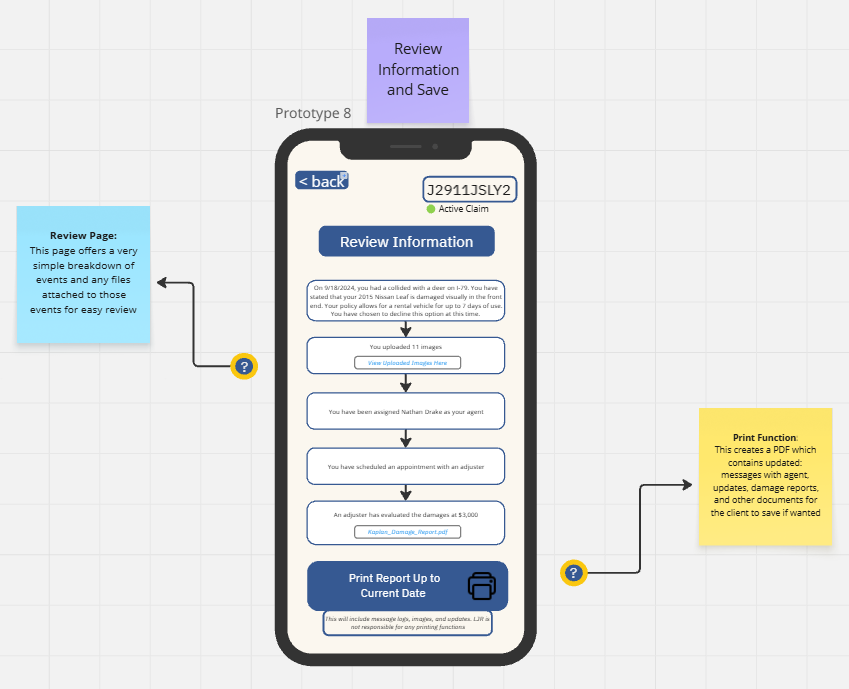 Review
Information
and Save
Prototype 8
< back
J2911JSLY2
Active Claim
Review Information
On 9/18/2024, you had a collided with a deer on I-79. You have
stated that your 2015 Nissan Leaf is damaged visually in the front
end. Your policy allows for a rental vehicle for up to 7 days of use.
You have chosen to decline this option at this time.
You uploaded 11 images
View Uploaded Images Here
You have been assigned Nathan Drake as your agent
You have scheduled an appointment with an adjuster
An adjuster has evaluated the damages at $3,000
Kaplan_Damage_Report.pdf
Print Report Up to
Current Date
This will include message logs, images, and updates. LJR is
not responsible for any printing functions
Review Page:
This page offers a very
simple breakdown of
events and any files
attached to those
events for easy review
?
Print Function:
This creates a PDF which
contains updated:
messages with agent,
updates, damage reports,
and other documents for
the client to save if wanted
?